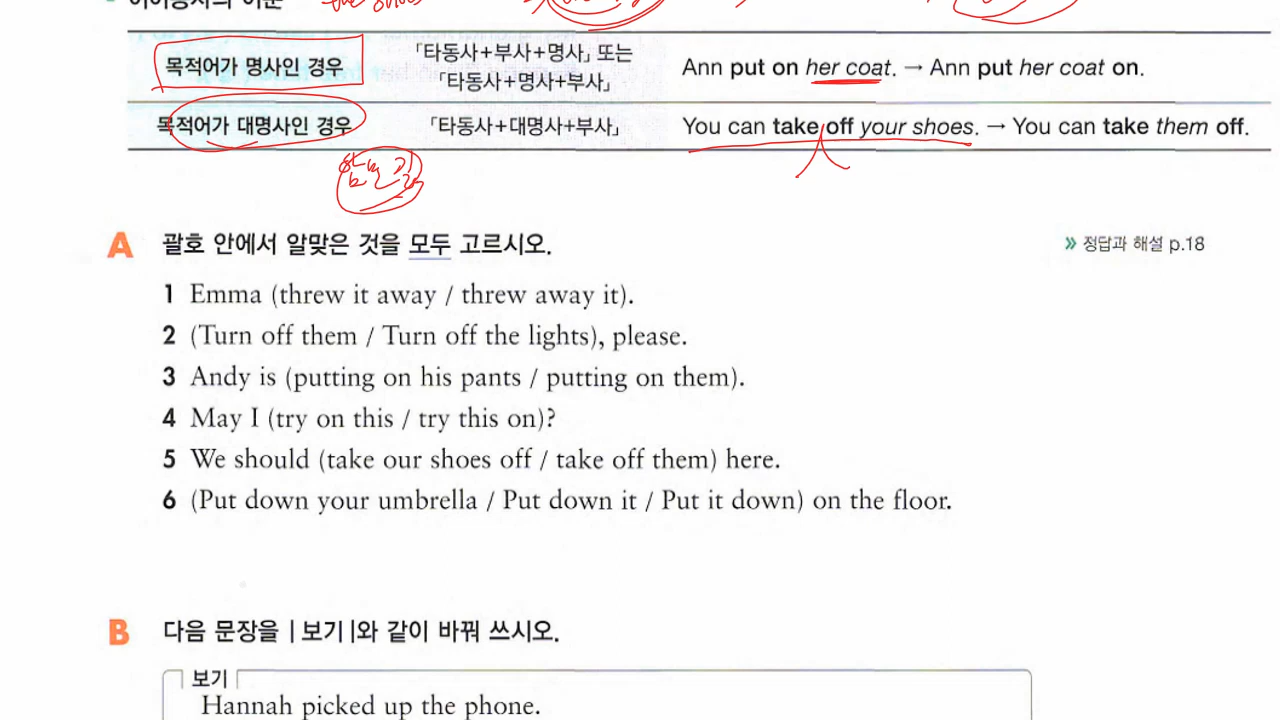 이어동사의 어순
목적어가 명사인 경우 「타동사+부사+명사」 또는 「타동사+명사+부사」 Ann put on her coat. → Ann put her coat on.
목적어가 대명사인 경우 「타동사+대명사+부사」 You can take off your shoes. → You can take them off.
A 괄호 안에서 알맞은 것을 모두 고르시오. » 정답과 해설 p.18
1 Emma (threw it away / threw away it).
2 (Turn off them / Turn off the lights), please.
3 Andy is (putting on his pants / putting on them).
4 May I (try on this / try this on)?
5 We should (take our shoes off / take off them) here.
6 (Put down your umbrella / Put down it / Put it down) on the floor.
B 다음 문장을 |보기|와 같이 바꿔 쓰시오.
보기
Hannah picked up the phone.